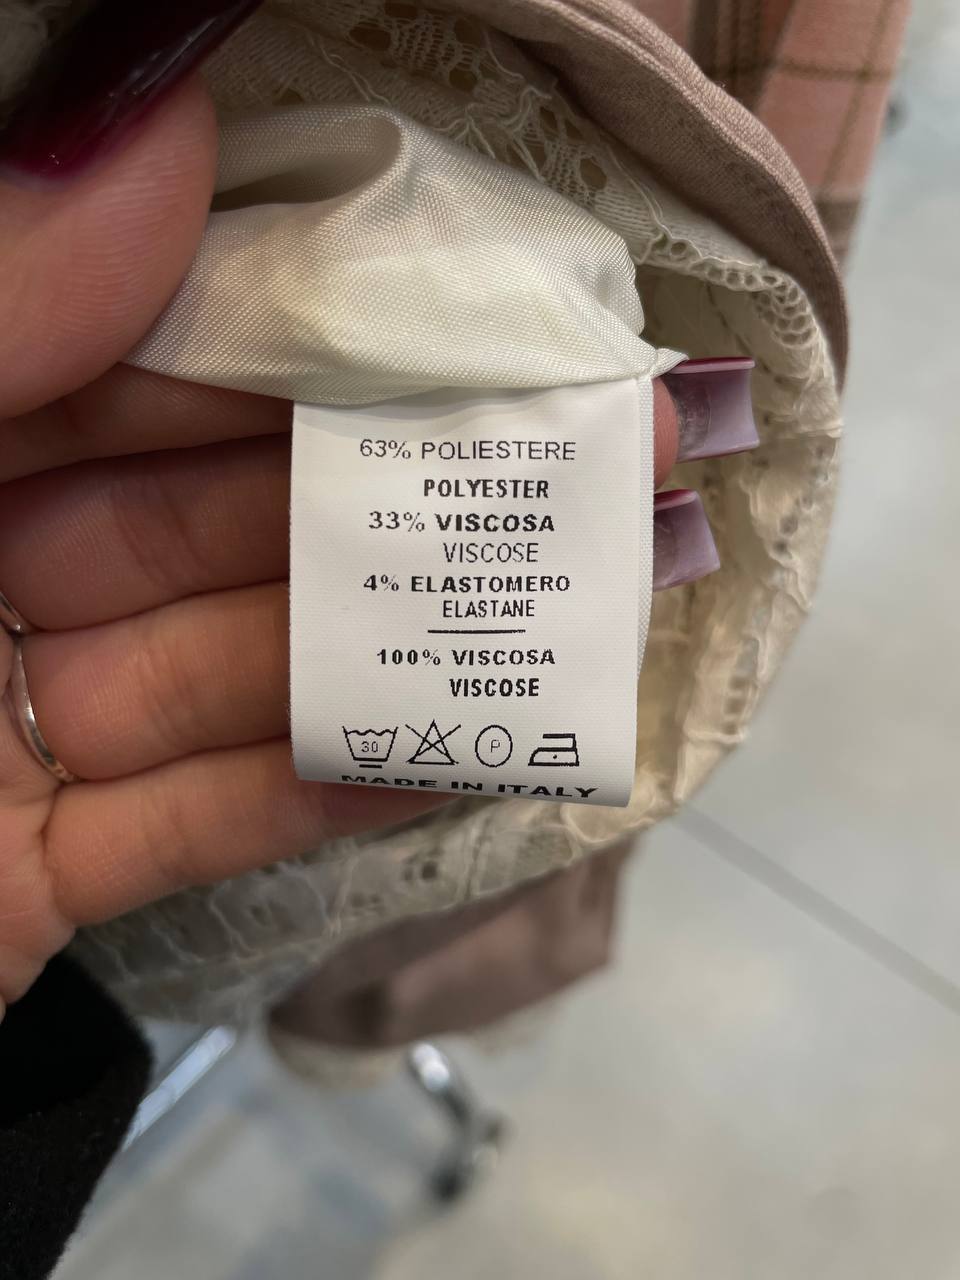 63% POLIESTERE
POLYESTER
33% VISCOSA
VISCOSE
4% ELASTOMERO
ELASTANE
100% VISCOSA
VISCOSE
30 P
MADE IN ITALY